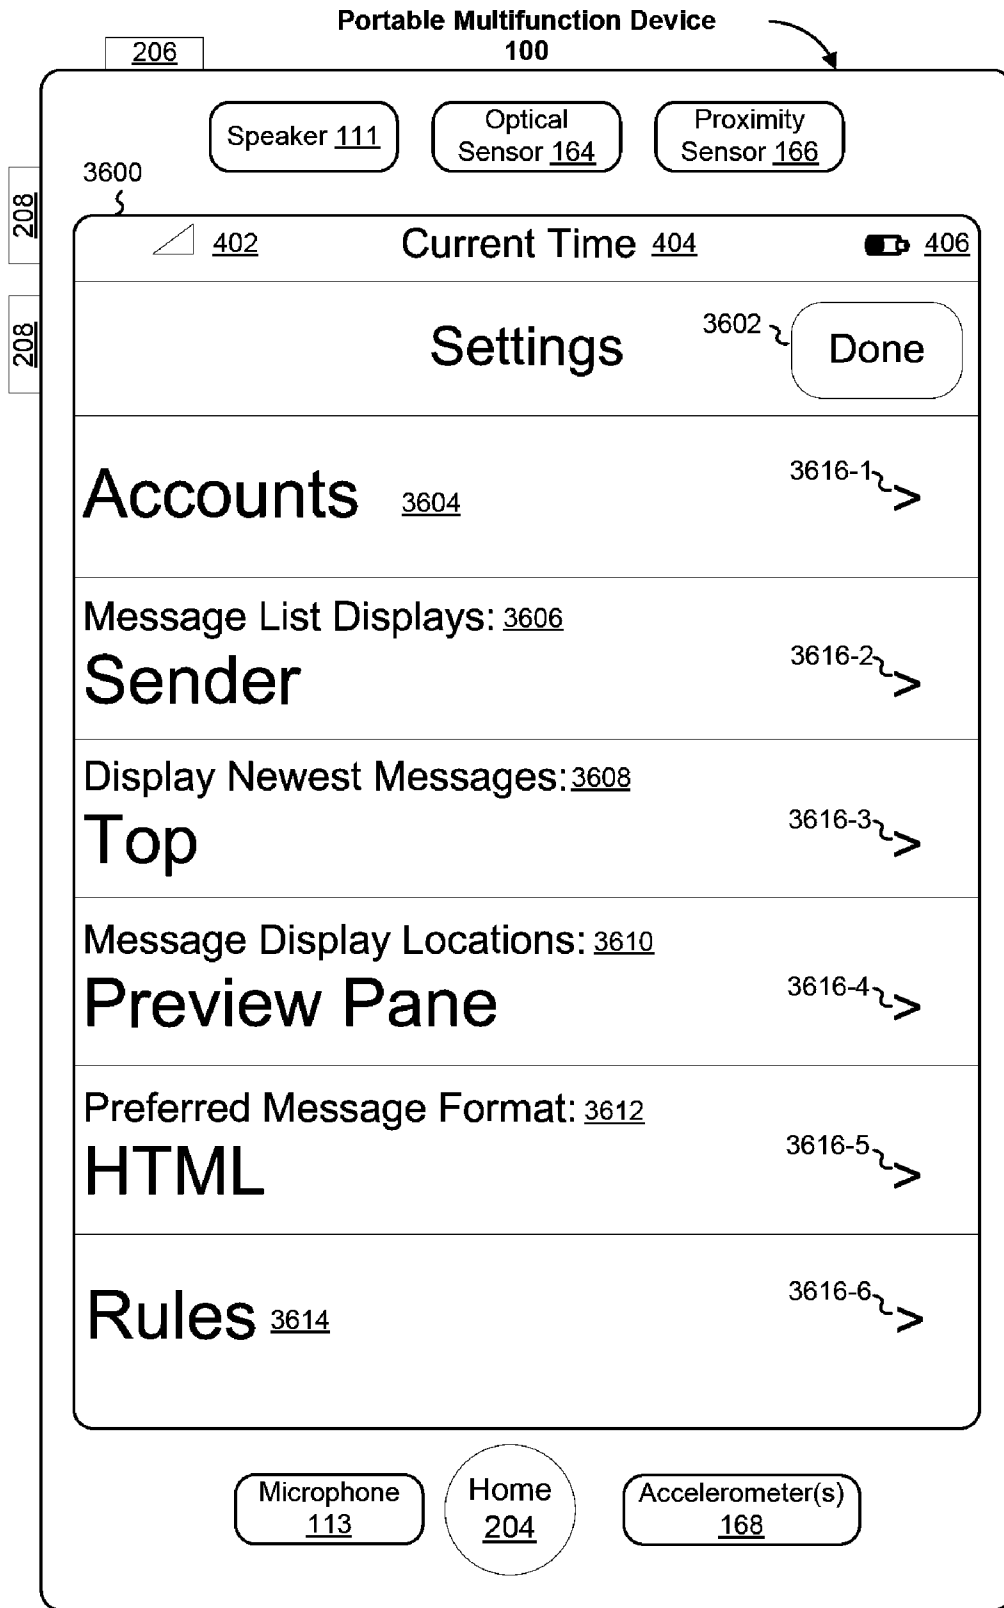 Portable Multifunction Device
100
206
Speaker 111
Optical
Sensor 164
Proximity
Sensor 166
208
208
3600
402
Current Time 404
406
Settings
3602
Done
Accounts 3604
3616-1
>
Message List Displays: 3606
Sender
3616-2
>
Display Newest Messages: 3608
Top
3616-3
>
Message Display Locations: 3610
Preview Pane
3616-4
>
Preferred Message Format: 3612
HTML
3616-5
>
Rules 3614
3616-6
>
Microphone
113
Home
204
Accelerometer(s)
168